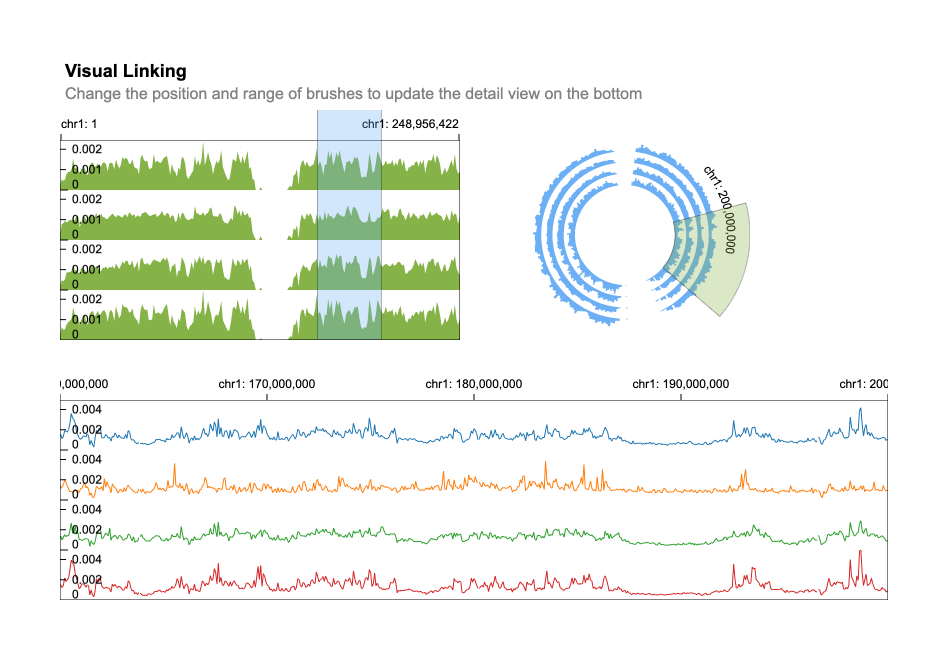 Visual Linking
Change the position and range of brushes to update the detail view on the bottom
chr1: 1
chr1: 248,956,422
0.002
0.001
0
0.002
0.001
0
0.002
0.001
0
0.002
0.001
0
chr1: 200,000,000
),000,000
chr1: 170,000,000
chr1: 180,000,000
chr1: 190,000,000
chr1: 200
0.004
0.002
0
0.004
0.002
0
0.004
0.002
0
0.004
0.002
0